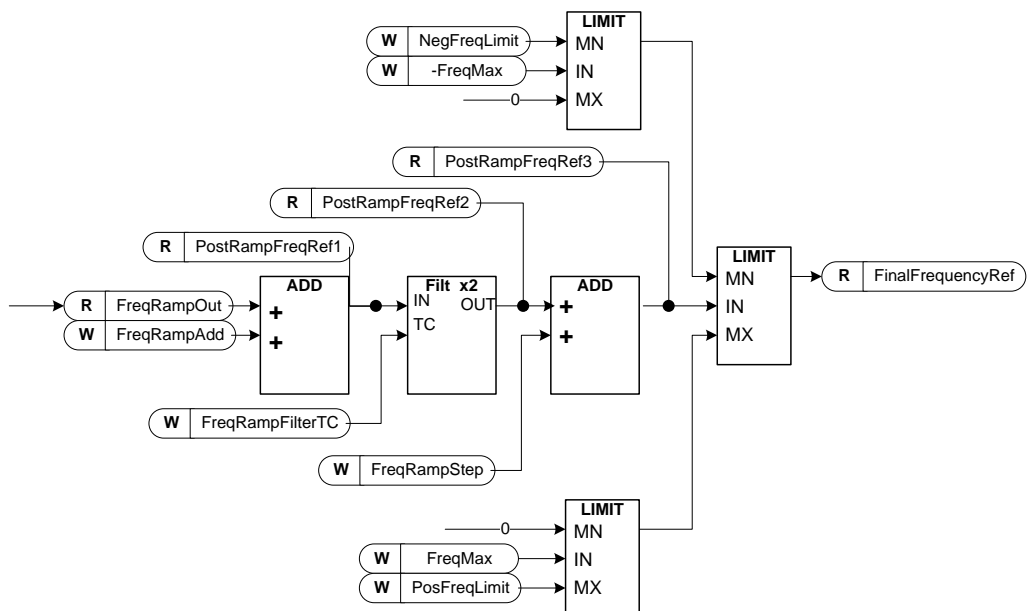 LIMIT
W NegFreqLimit MN
W -FreqMax IN
0 MX
R PostRampFreqRef3
R PostRampFreqRef2
R PostRampFreqRef1
LIMIT
MN
IN
MX
R FinalFrequencyRef
ADD
R FreqRampOut +
W FreqRampAdd +
Filt x2
IN OUT
TC
ADD
+
+
W FreqRampFilterTC
W FreqRampStep
LIMIT
0 MN
W FreqMax IN
W PosFreqLimit MX